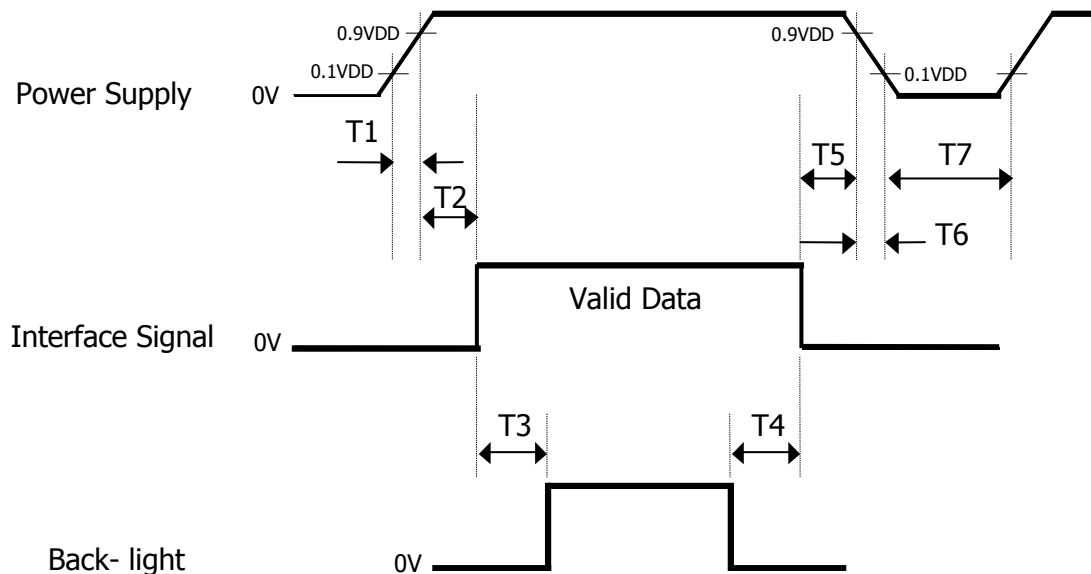 0.9VDD
0.9VDD
0.1VDD
0.1VDD
Power Supply
0V
T1
T5
T7
T2
T6
Valid Data
Interface Signal
0V
T3
T4
Back- light
0V